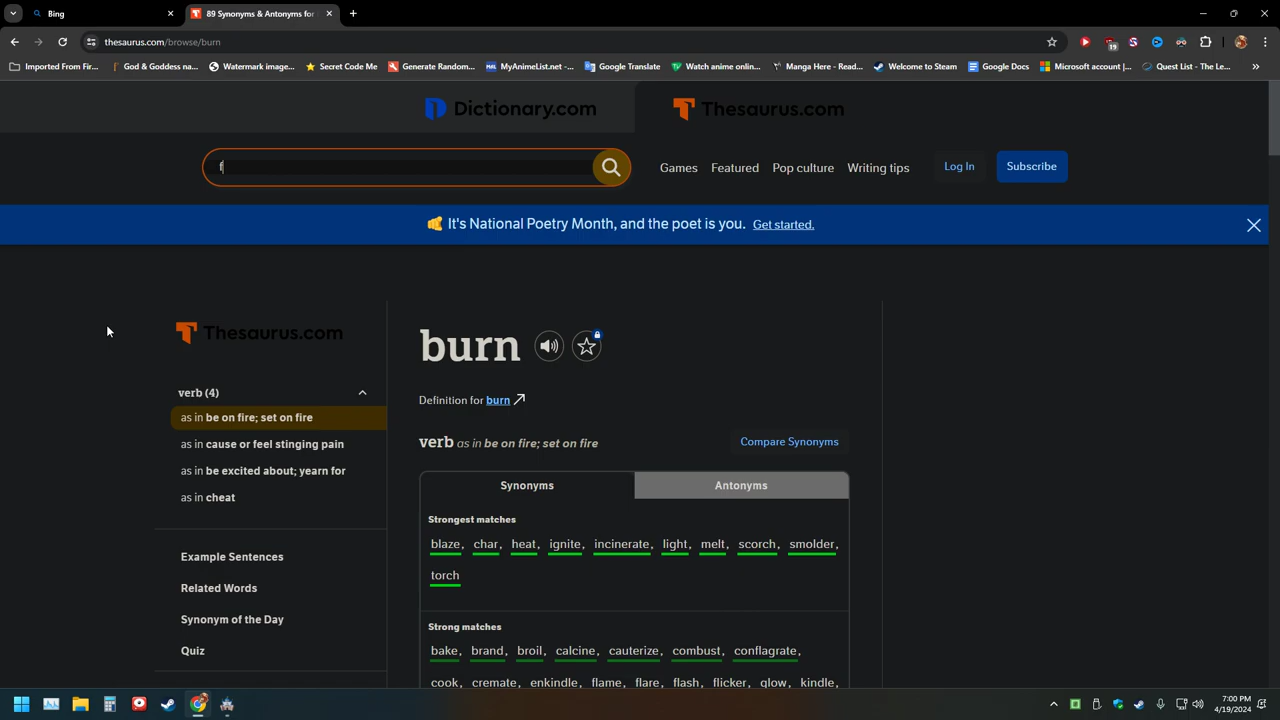 Bing
89 Synonyms & Antonyms for
thesaurus.com/browse/burn
19
Imported From Fir...
God & Goddess na...
Watermark image...
Secret Code Me
Generate Random...
MyAnimeList.net -...
Google Translate
Watch anime onlin...
Manga Here - Read...
Welcome to Steam
Google Docs
Microsoft account |...
Quest List - The Le...
Dictionary.com
Thesaurus.com
f
Games
Featured
Pop culture
Writing tips
Log In
Subscribe
It's National Poetry Month, and the poet is you. Get started.
Thesaurus.com
verb (4)
as in be on fire; set on fire
as in cause or feel stinging pain
as in be excited about; yearn for
as in cheat
Example Sentences
Related Words
Synonym of the Day
Quiz
burn
Definition for burn
verb as in be on fire; set on fire
Compare Synonyms
Synonyms
Antonyms
Strongest matches
blaze, char, heat, ignite, incinerate, light, melt, scorch, smolder,
torch
Strong matches
bake, brand, broil, calcine, cauterize, combust, conflagrate,
cook, cremate, enkindle, flame, flare, flash, flicker, glow, kindle,
7:00 PM
4/19/2024